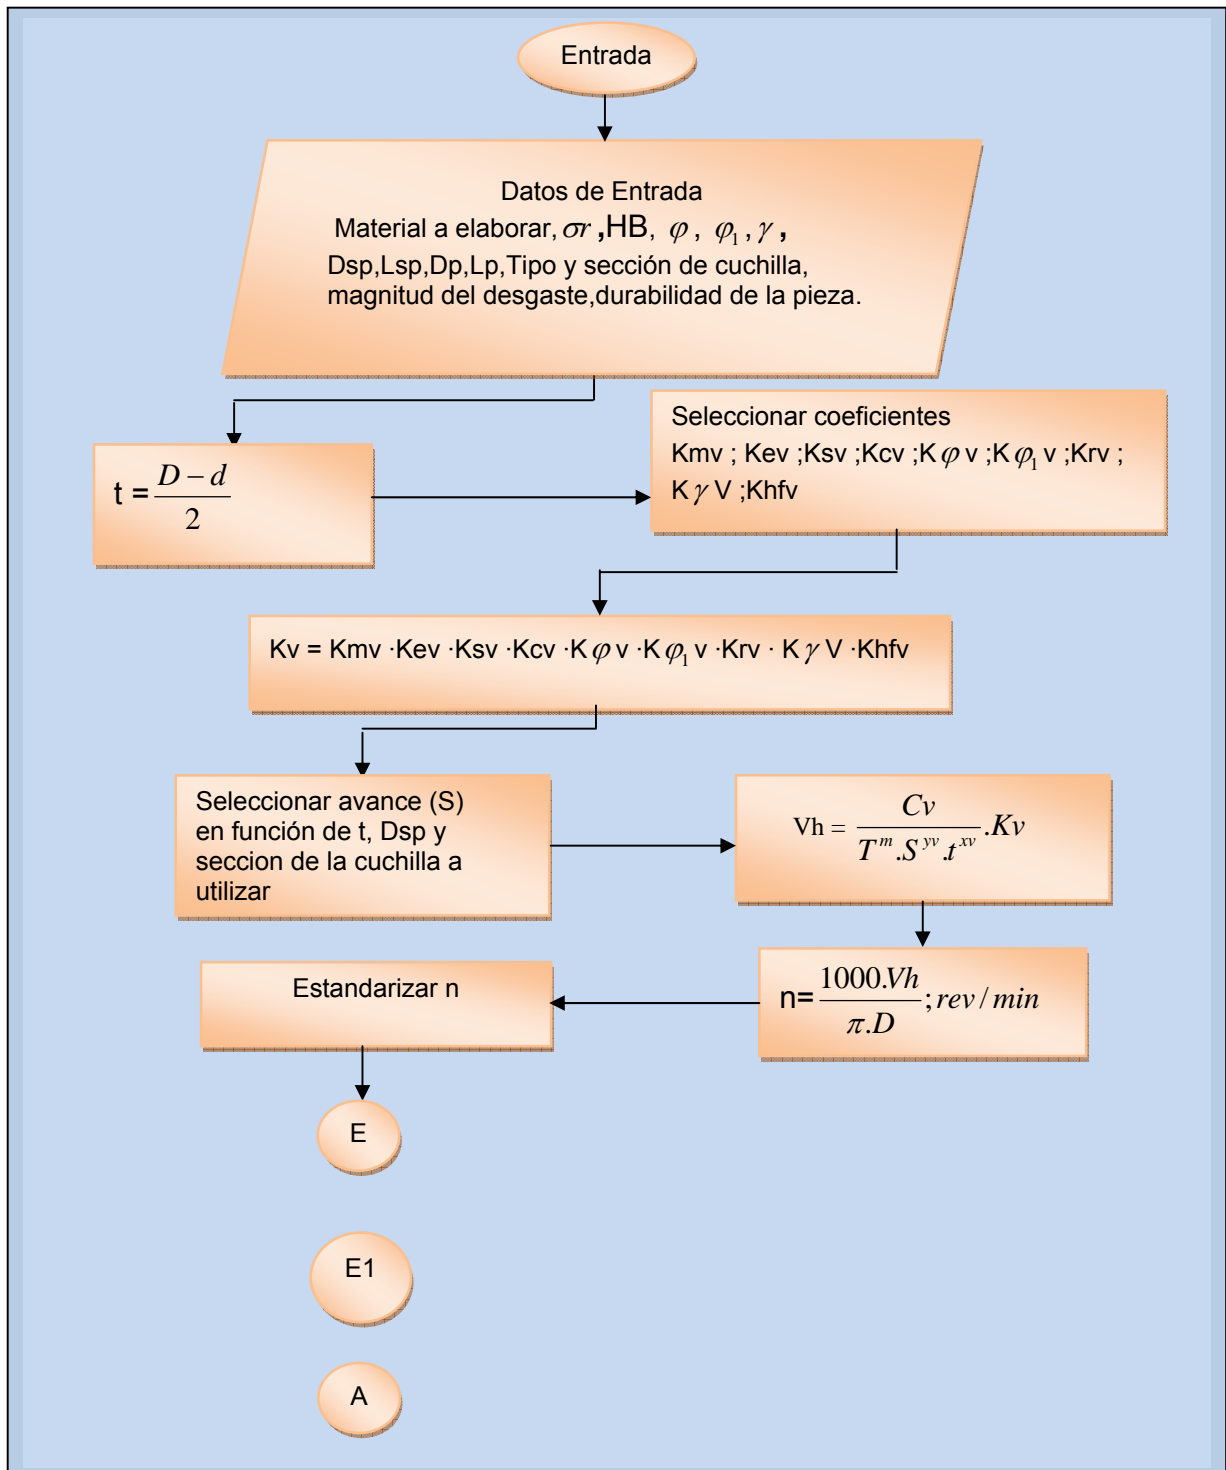 Entrada
Datos de Entrada
Material a elaborar, σr ,HB, φ, φ₁, γ,
Dsp,Lsp,Dp,Lp,Tipo y sección de cuchilla,
magnitud del desgaste,durabilidad de la pieza.
t = (D − d)/2
Seleccionar coeficientes
Kmv ; Kev ;Ksv ;Kcv ;Kφv ;Kφ₁v ;Krv ;
KγV ;Khfv
Kv = Kmv ·Kev ·Ksv ·Kcv ·Kφv ·Kφ₁v ·Krv · KγV ·Khfv
Seleccionar avance (S)
en función de t, Dsp y
seccion de la cuchilla a
utilizar
Vh = Cv/(T^m.S^yv.t^xv).Kv
n= 1000.Vh/(π.D);rev/min
Estandarizar n
E
E1
A